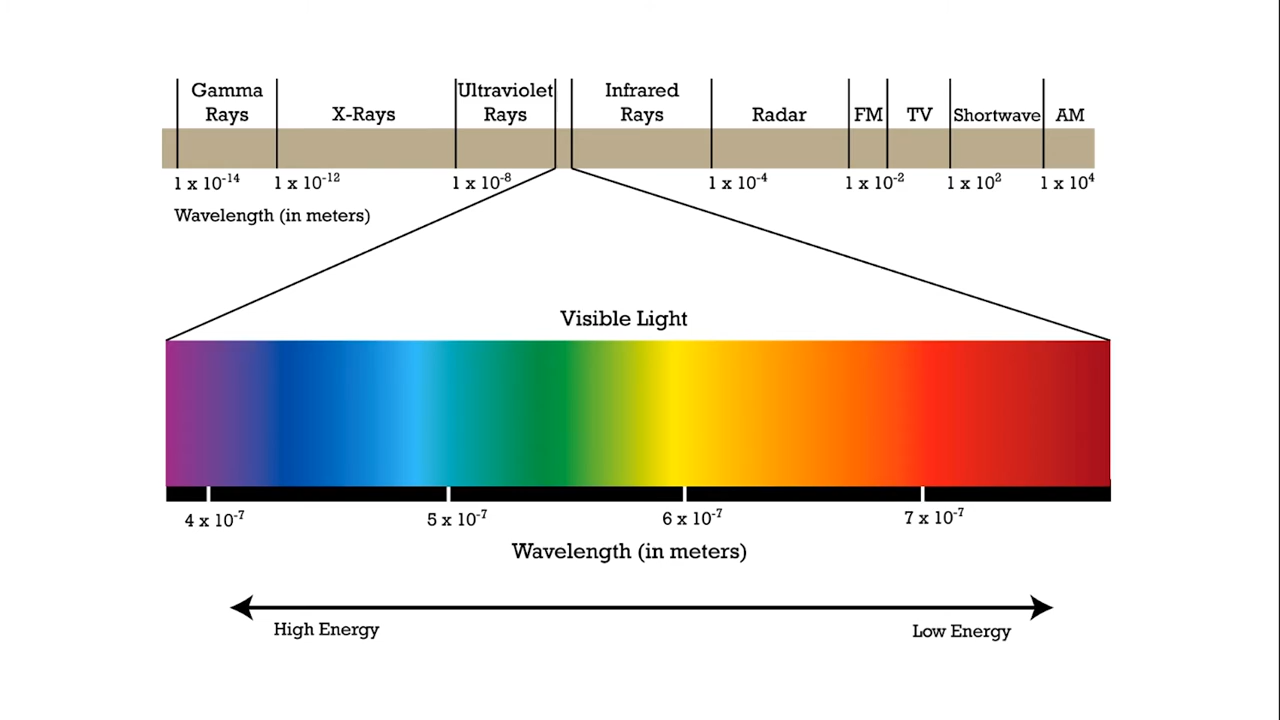 Gamma
Rays
X-Rays
Ultraviolet
Rays
Infrared
Rays
Radar
FM
TV
Shortwave
AM
1 x 10-14
1 x 10-12
1 x 10-8
1 x 10-4
1 x 10-2
1 x 10²
1 x 10⁴
Wavelength (in meters)
Visible Light
4 x 10-7
5 x 10-7
6 x 10-7
7 x 10-7
Wavelength (in meters)
High Energy
Low Energy